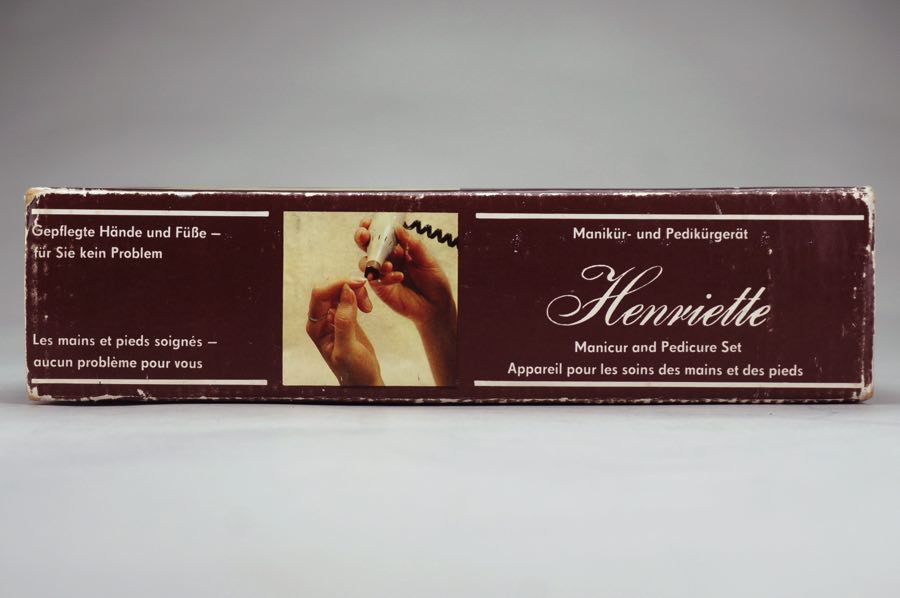 Gepflegte Hände und Füße –
für Sie kein Problem
Les mains et pieds soignés –
aucun problème pour vous
Manikür- und Pedikürgerät
Henriette
Manicur and Pedicure Set
Appareil pour les soins des mains et des pieds